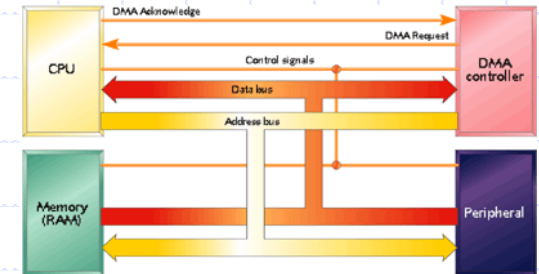 DMA Acknowledge
DMA Request
CPU
Control signals
DMA
controller
Data bus
Address bus
Memory
(RAM)
Peripheral